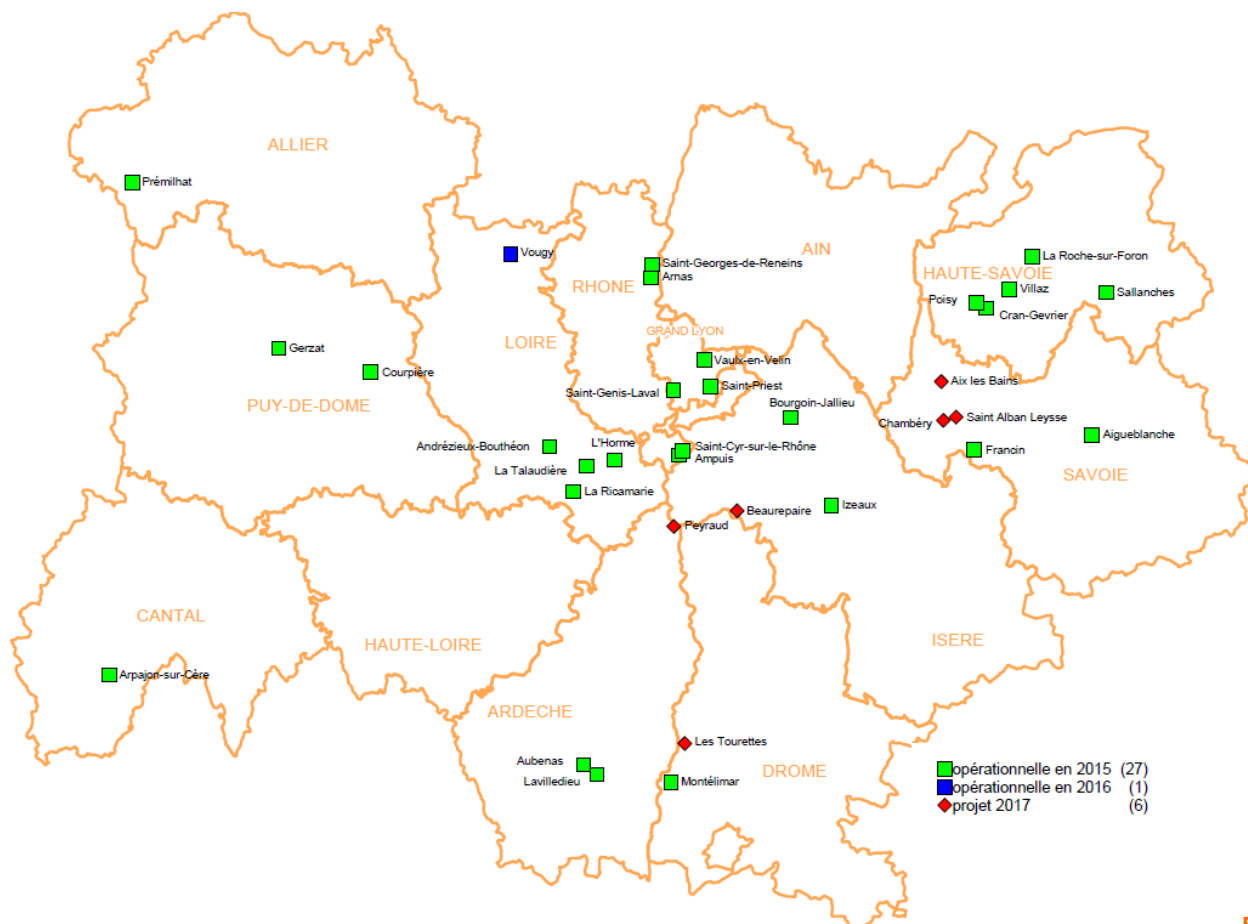 ALLIER
Prémilhat
Vougy
Saint-Georges-de-Reneins
Arnas
AIN
La Roche-sur-Foron
HAUTE-SAVOIE
RHONE
Villaz
Sallanches
Poisy
Cran-Gevrier
GRAND LYON
LOIRE
Gerzat
Vaulx-en-Velin
Courpière
Aix les Bains
Saint-Priest
Saint-Genis-Laval
PUY-DE-DOME
Bourgoin-Jallieu
Saint Alban Leysse
Chambéry
Aigueblanche
Andrézieux-Bouthéon
L'Horme
Saint-Cyr-sur-le-Rhône
Ampuis
Francin
La Talaudière
SAVOIE
La Ricamarie
Izeaux
Beaurepaire
Peyraud
CANTAL
HAUTE-LOIRE
ISERE
Arpajon-sur-Cère
ARDECHE
Les Tourettes
Aubenas
DROME
Lavilledieu
Montélimar
opérationnelle en 2015 (27)
opérationnelle en 2016 (1)
projet 2017 (6)